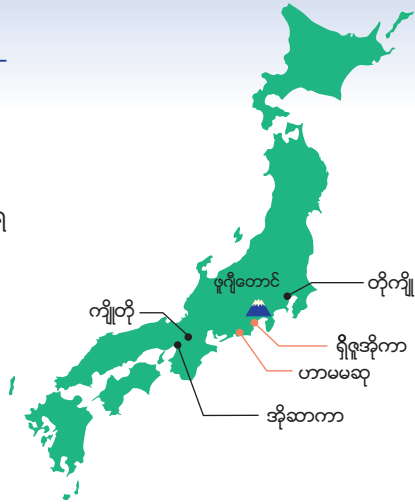 ရ
ဖူဂျီတောင်
တိုကျို
ကျိုတို
ရှိဇူအိုကာ
ဟာမမဆု
အိုဆာကာ